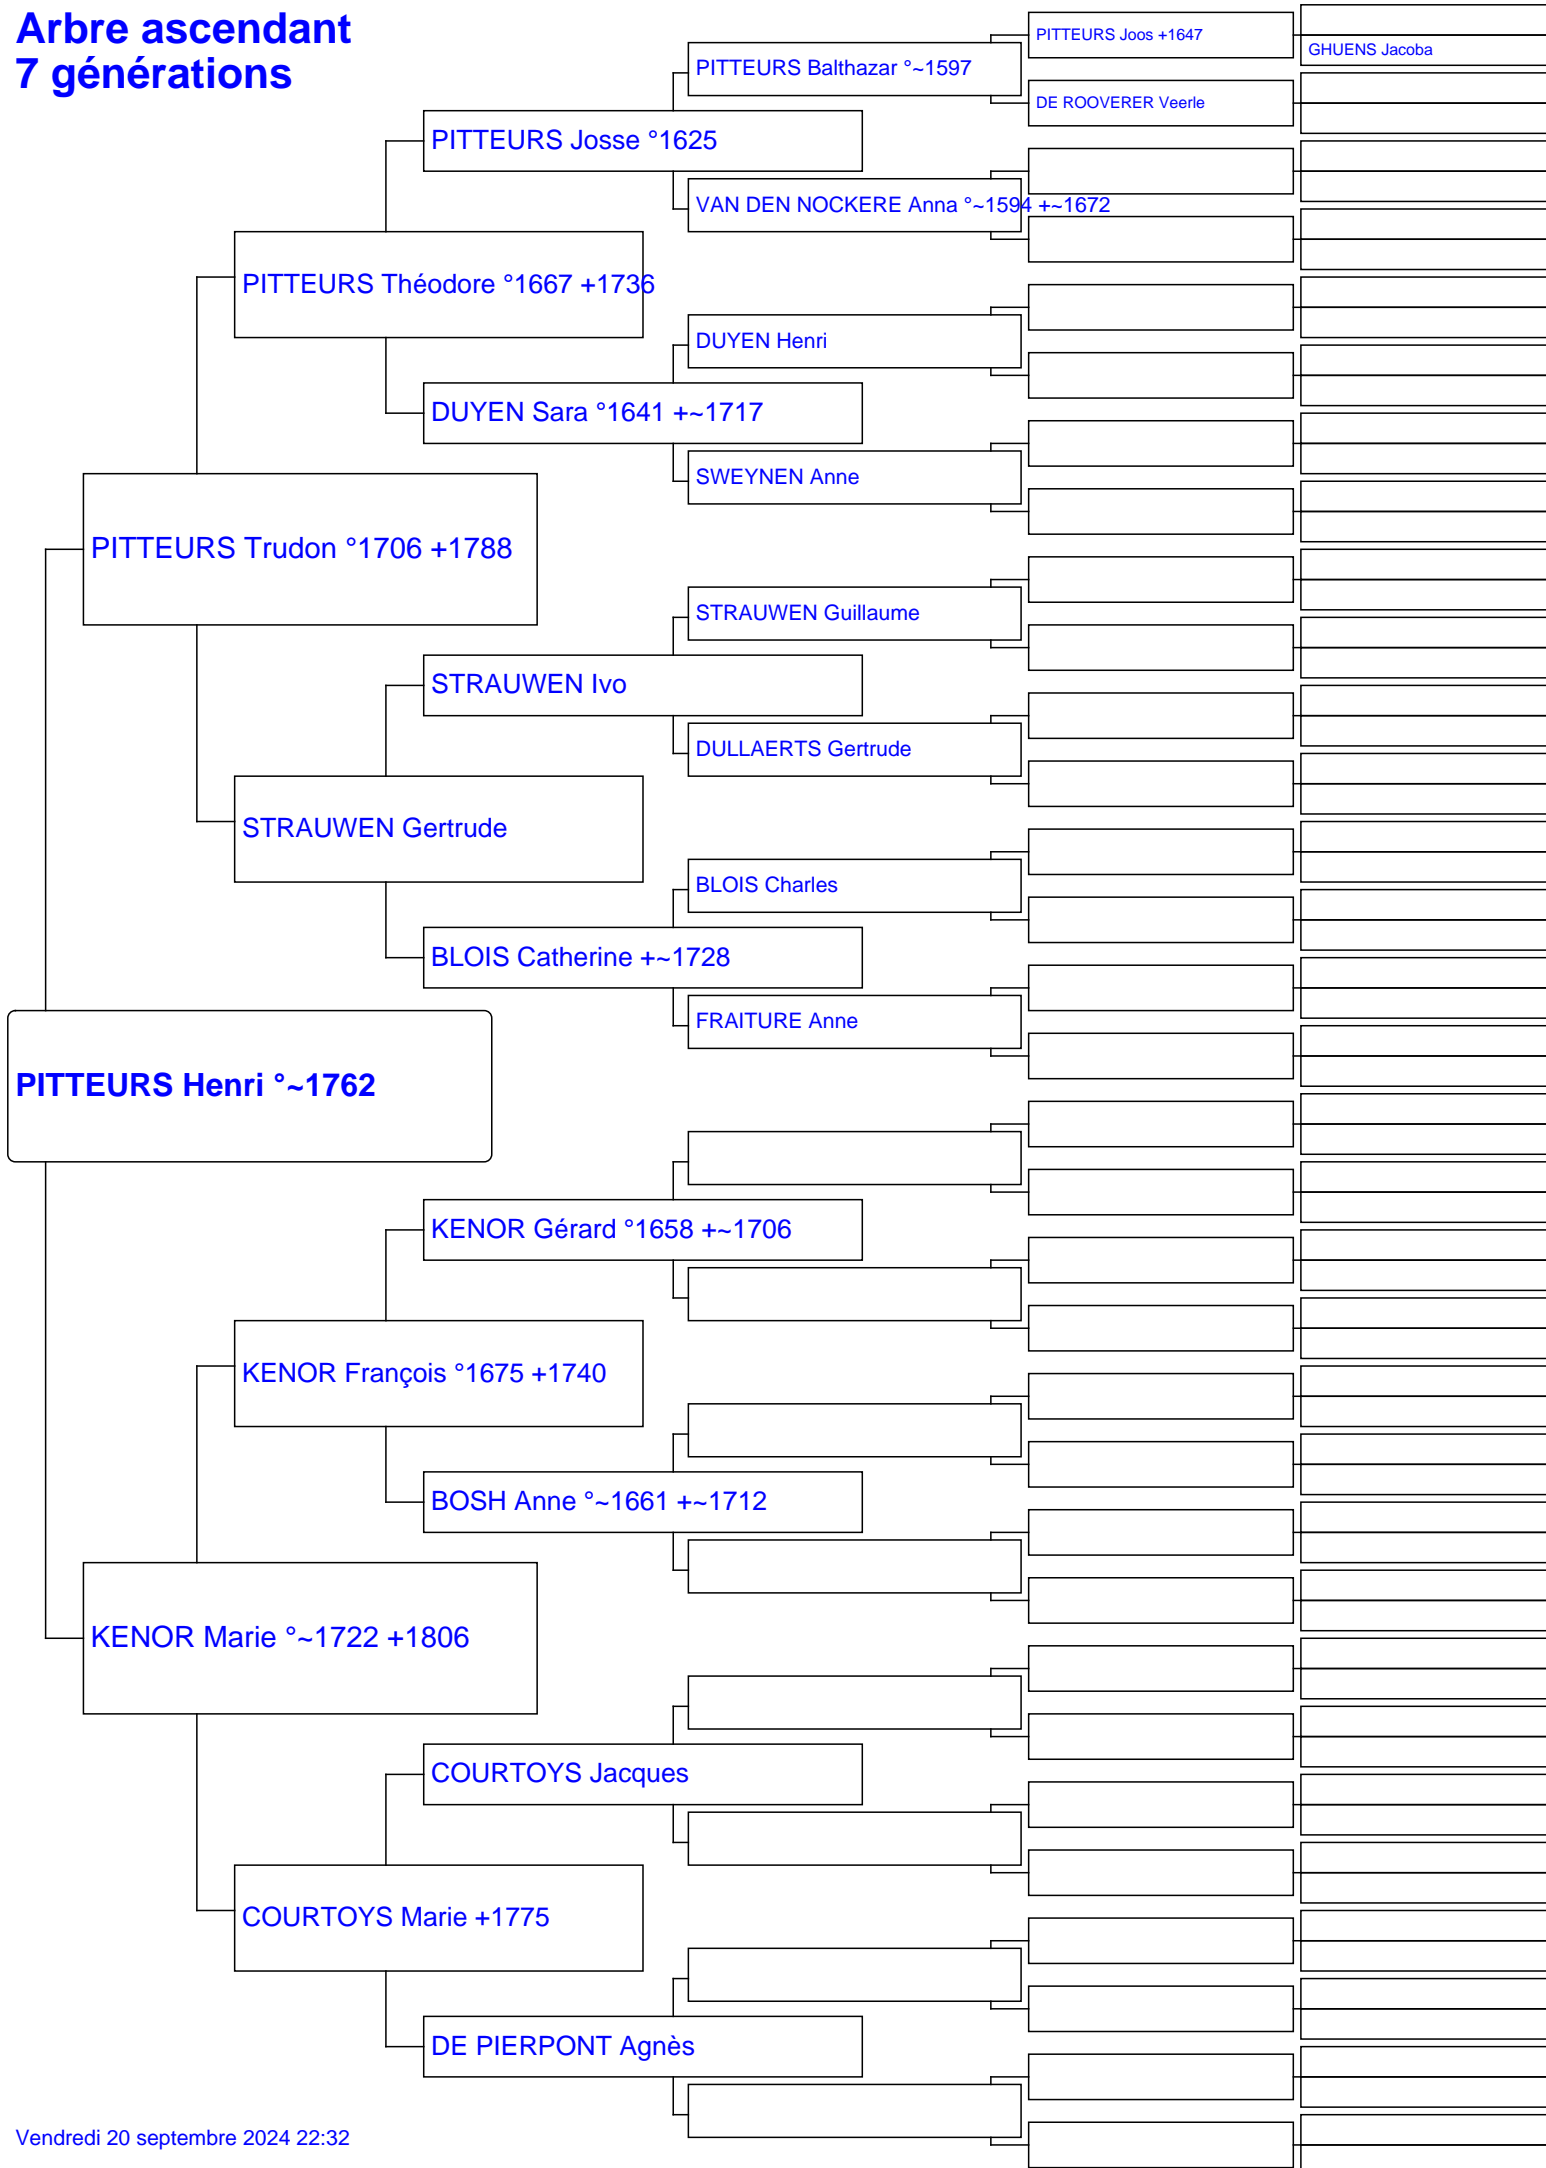 Arbre ascendant
7 générations
PITTEURS Joos +1647
GHUENS Jacoba
PITTEURS Balthazar °~1597
DE ROOVERER Veerle
PITTEURS Josse °1625
VAN DEN NOCKERE Anna °~1594 +~1672
PITTEURS Théodore °1667 +1736
DUYEN Henri
DUYEN Sara °1641 +~1717
SWEYNEN Anne
PITTEURS Trudon °1706 +1788
STRAUWEN Guillaume
STRAUWEN Ivo
DULLAERTS Gertrude
STRAUWEN Gertrude
BLOIS Charles
BLOIS Catherine +~1728
FRAITURE Anne
PITTEURS Henri °~1762
KENOR Gérard °1658 +~1706
KENOR François °1675 +1740
BOSH Anne °~1661 +~1712
KENOR Marie °~1722 +1806
COURTOYS Jacques
COURTOYS Marie +1775
DE PIERPONT Agnès
Vendredi 20 septembre 2024 22:32